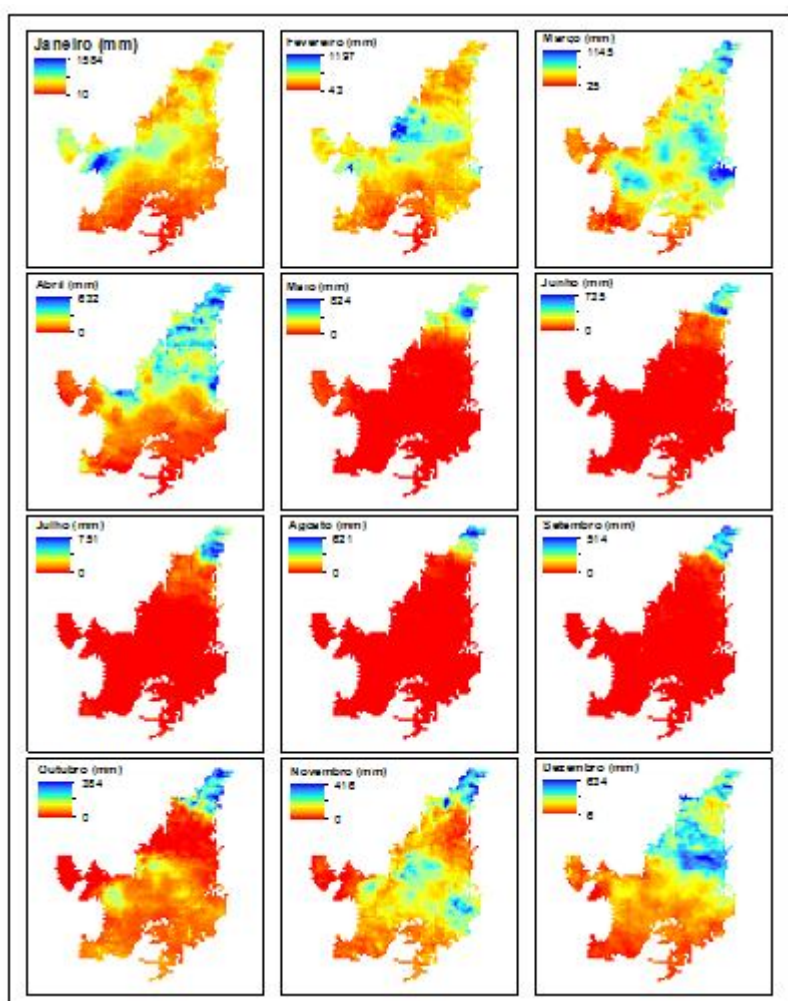 Janeiro (mm)
1564
10
Fevereiro (mm)
1197
43
Março (mm)
1145
25
Abril (mm)
632
0
Maio (mm)
624
0
Junho (mm)
735
0
Julho (mm)
751
0
Agosto (mm)
621
0
Setembro (mm)
514
0
Outubro (mm)
354
0
Novembro (mm)
416
0
Dezembro (mm)
634
6